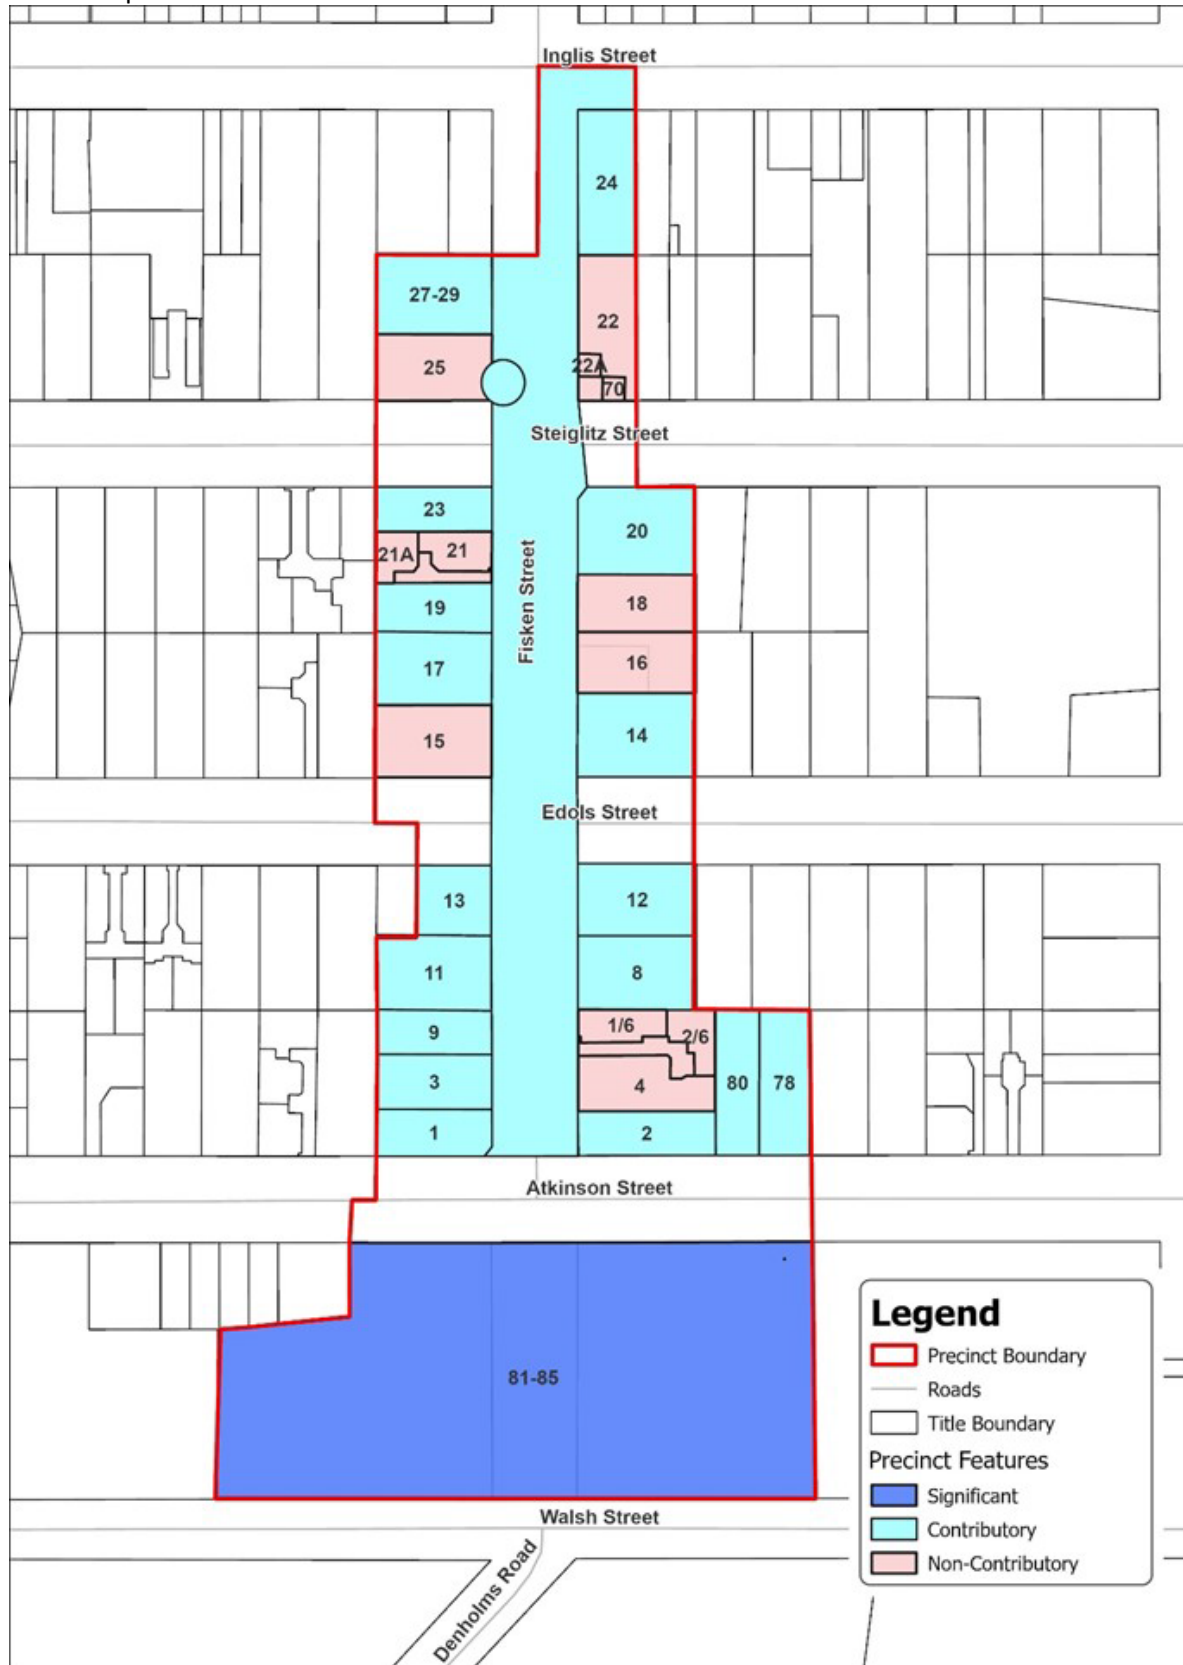 Inglis Street
24
27-29
22
25
22A
70
Steiglitz Street
23
20
21A
21
Fisken Street
18
19
16
17
14
15
Edols Street
13
12
11
8
9
1/6
2/6
3
4
80
78
1
2
Atkinson Street
81-85
Walsh Street
Denholms Road
Legend
Precinct Boundary
Roads
Title Boundary
Precinct Features
Significant
Contributory
Non-Contributory